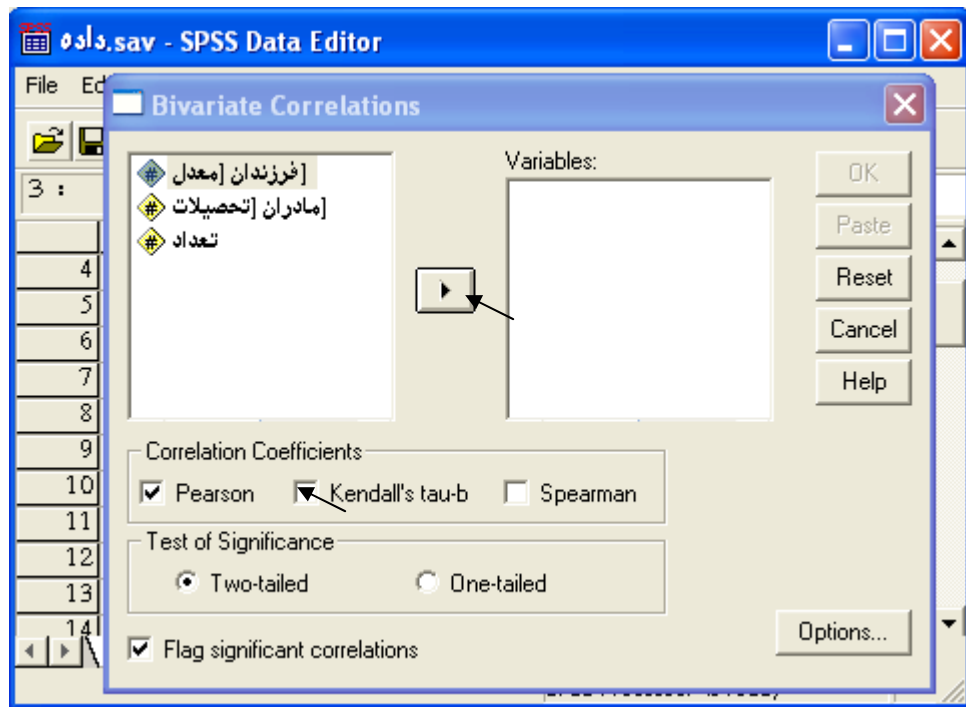 داده.sav - SPSS Data Editor
File Ed
Bivariate Correlations
3 :
4
5
6
7
8
9
10
11
12
13
14
[فرزندان [معدل
[مادران [تحصیلات
تعداد
Variables:
OK
Paste
Reset
Cancel
Help
Correlation Coefficients
Pearson Kendall's tau-b Spearman
Test of Significance
Two-tailed One-tailed
Flag significant correlations
Options...